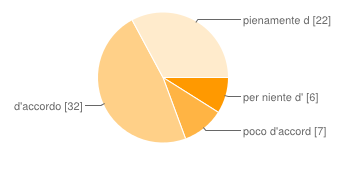 pienamente d [22]
d'accordo [32]
per niente d' [6]
poco d'accord [7]